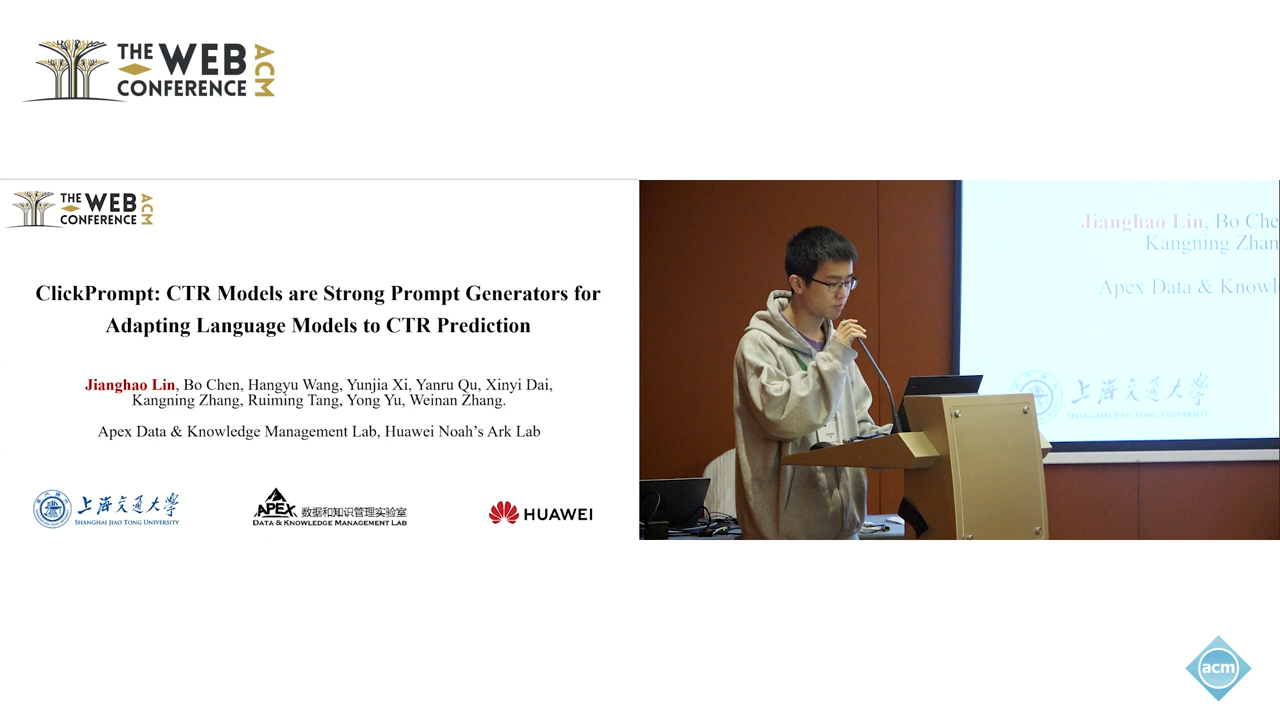 THE WEB
CONFERENCE
ACM
THE WEB
CONFERENCE
ACM
ClickPrompt: CTR Models are Strong Prompt Generators for
Adapting Language Models to CTR Prediction
Jianghao Lin, Bo Chen, Hangyu Wang, Yunjia Xi, Yanru Qu, Xinyi Dai,
Kangning Zhang, Ruiming Tang, Yong Yu, Weinan Zhang.
Apex Data & Knowledge Management Lab, Huawei Noah's Ark Lab
上海交通大学
SHANGHAI JIAO TONG UNIVERSITY
APEX 数据和知识管理实验室
DATA & KNOWLEDGE MANAGEMENT LAB
HUAWEI
Jianghao Lin, Bo Che
Kangning Zhan
Apex Data & Knowl
上海交通大学
SHANGHAI JIAO TONG UNIVERSITY
acm